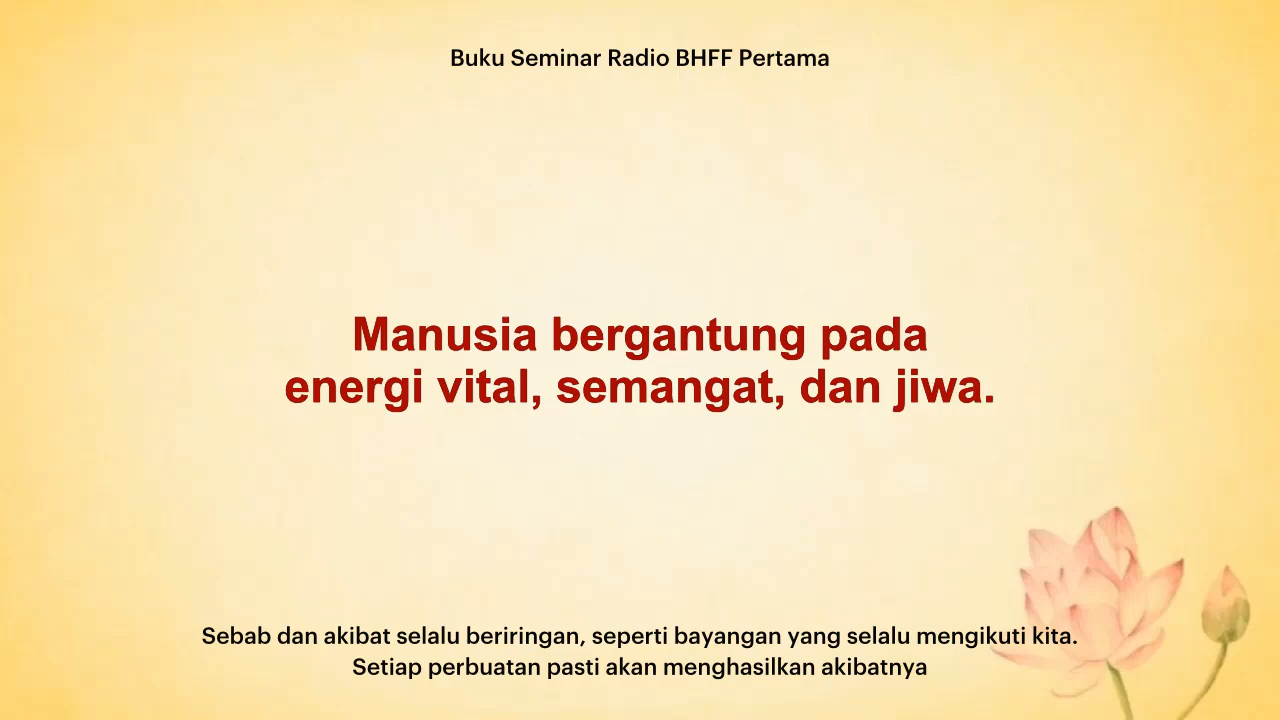 Buku Seminar Radio BHFF Pertama
Manusia bergantung pada
energi vital, semangat, dan jiwa.
Sebab dan akibat selalu beriringan, seperti bayangan yang selalu mengikuti kita.
Setiap perbuatan pasti akan menghasilkan akibatnya